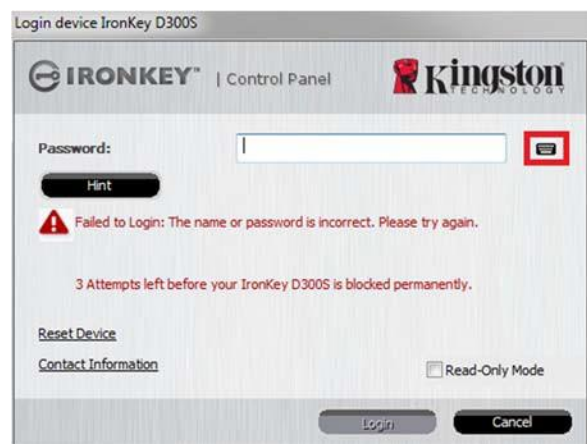 Login device IronKey D300S
IRONKEY™ | Control Panel
Kingston
TECHNOLOGY
Password:
Hint
Failed to Login: The name or password is incorrect. Please try again.
3 Attempts left before your IronKey D300S is blocked permanently.
Reset Device
Contact Information
Read-Only Mode
Login
Cancel